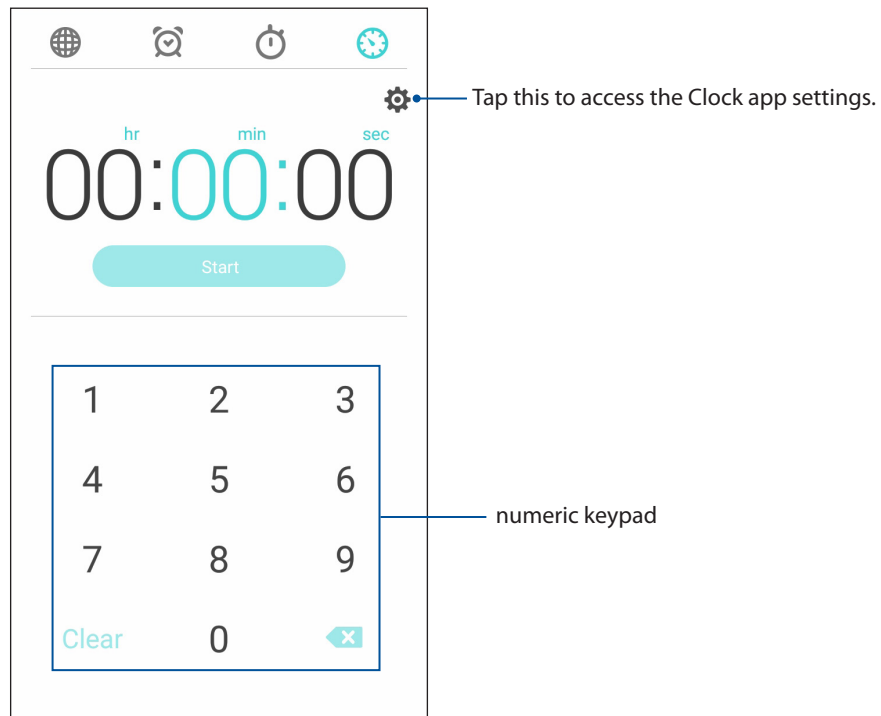 Tap this to access the Clock app settings.
hr min sec
00:00:00
Start
1 2 3
4 5 6
numeric keypad
7 8 9
Clear 0